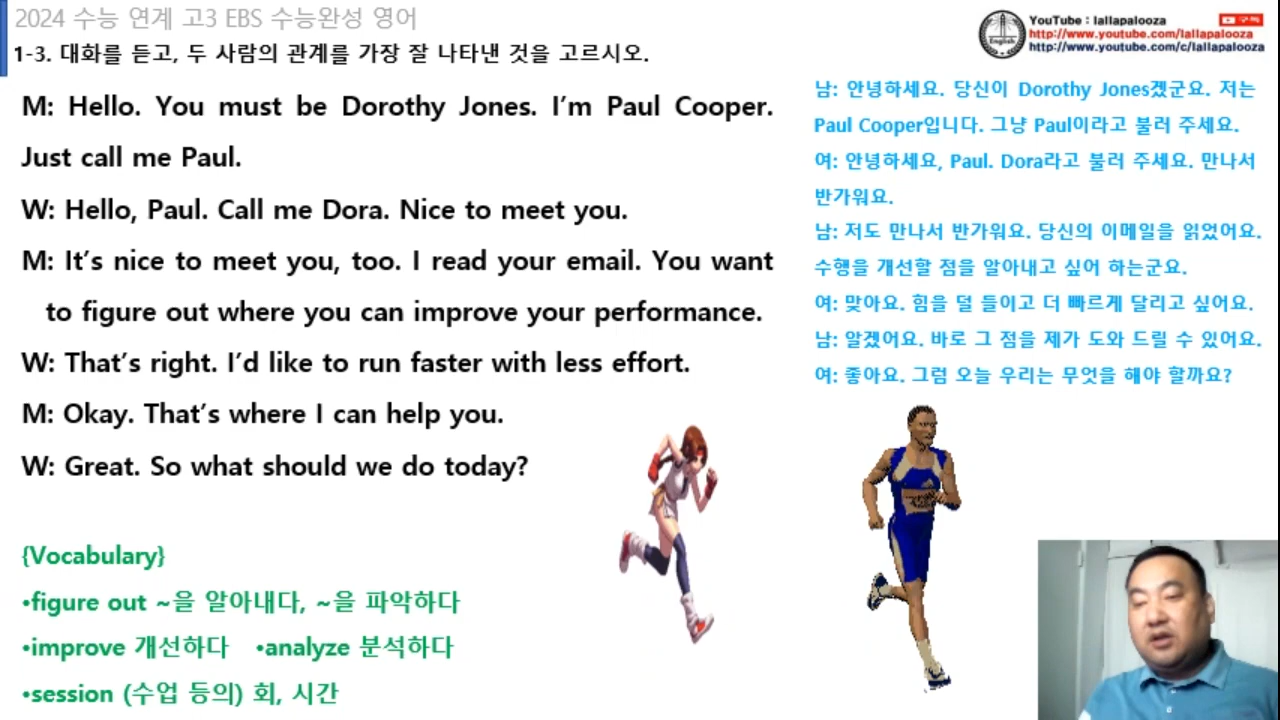 2024 수능 연계 고3 EBS 수능완성 영어
1-3. 대화를 듣고, 두 사람의 관계를 가장 잘 나타낸 것을 고르시오.
YouTube : lallapalooza
구독
http://www.youtube.com/lallapalooza
http://www.youtube.com/c/lallapalooza
English
M: Hello. You must be Dorothy Jones. I'm Paul Cooper.
Just call me Paul.
W: Hello, Paul. Call me Dora. Nice to meet you.
M: It's nice to meet you, too. I read your email. You want
to figure out where you can improve your performance.
W: That's right. I'd like to run faster with less effort.
M: Okay. That's where I can help you.
W: Great. So what should we do today?
남: 안녕하세요. 당신이 Dorothy Jones겠군요. 저는
Paul Cooper입니다. 그냥 Paul이라고 불러 주세요.
여: 안녕하세요, Paul. Dora라고 불러 주세요. 만나서
반가워요.
남: 저도 만나서 반가워요. 당신의 이메일을 읽었어요.
수행을 개선할 점을 알아내고 싶어 하는군요.
여: 맞아요. 힘을 덜 들이고 더 빠르게 달리고 싶어요.
남: 알겠어요. 바로 그 점을 제가 도와 드릴 수 있어요.
여: 좋아요. 그럼 오늘 우리는 무엇을 해야 할까요?
{Vocabulary}
•figure out ~을 알아내다, ~을 파악하다
•improve 개선하다 •analyze 분석하다
•session (수업 등의) 회, 시간